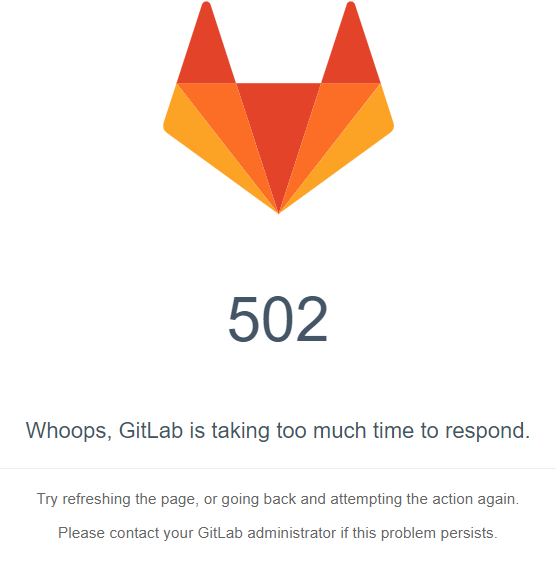 502
Whoops, GitLab is taking too much time to respond.
Try refreshing the page, or going back and attempting the action again.
Please contact your GitLab administrator if this problem persists.